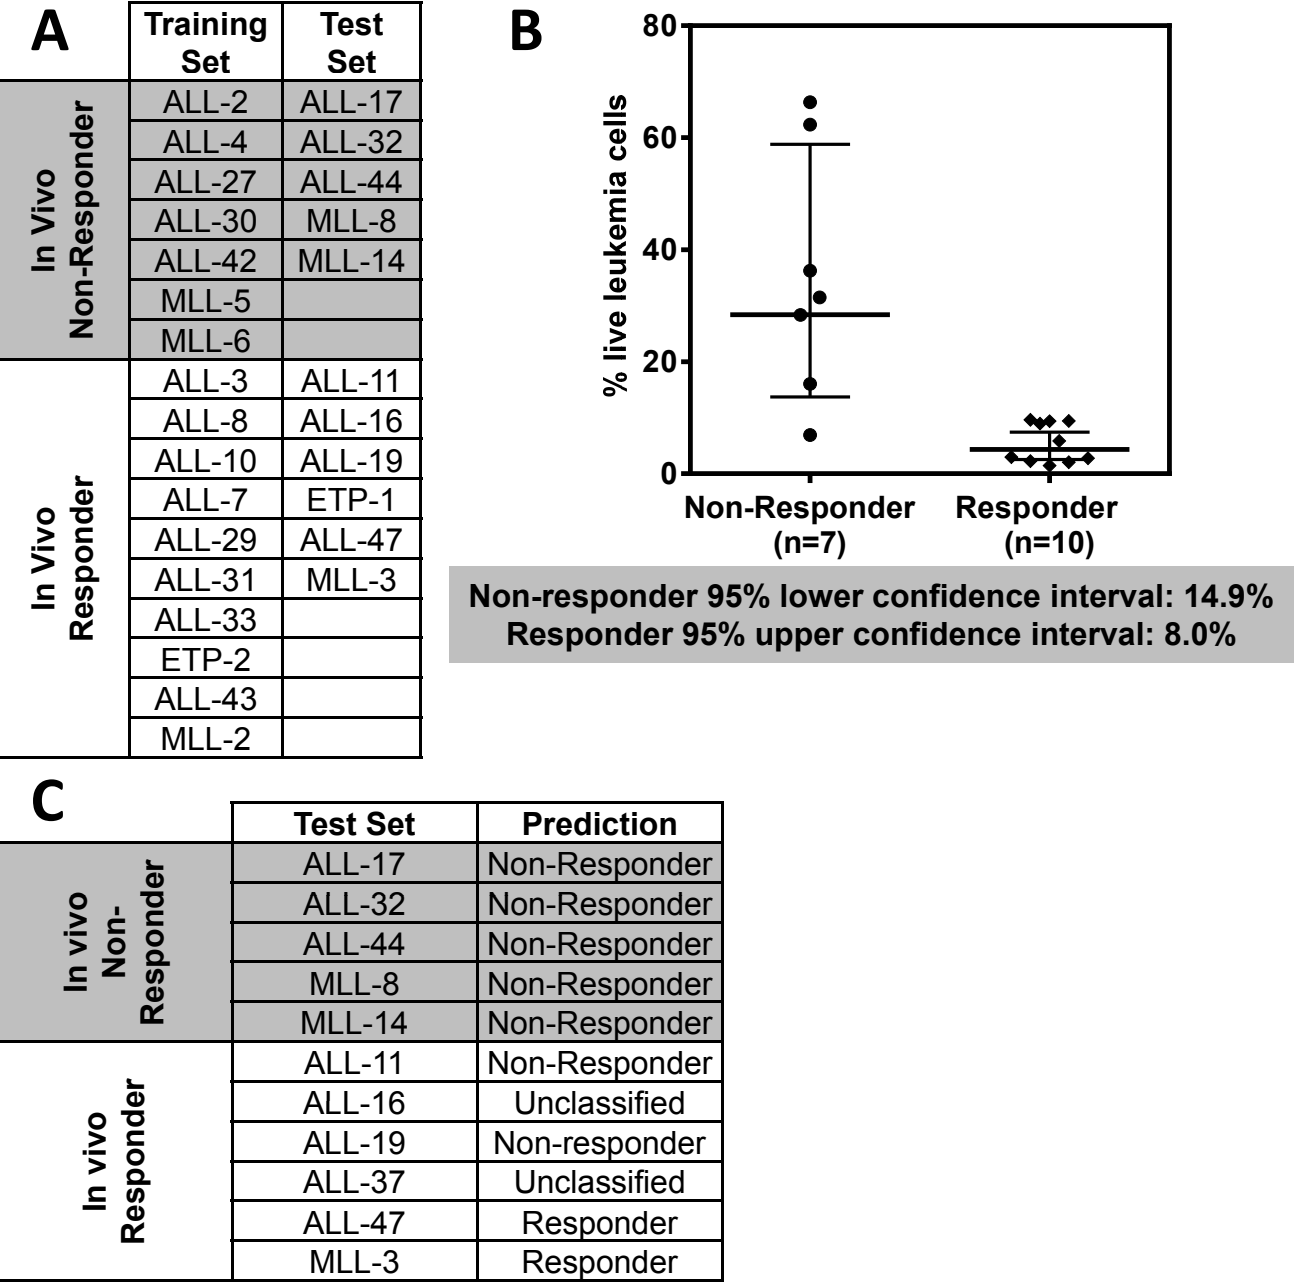 A
Training Set
Test Set
In Vivo Non-Responder
ALL-2 ALL-17
ALL-4 ALL-32
ALL-27 ALL-44
ALL-30 MLL-8
ALL-42 MLL-14
MLL-5
MLL-6
In Vivo Responder
ALL-3 ALL-11
ALL-8 ALL-16
ALL-10 ALL-19
ALL-7 ETP-1
ALL-29 ALL-47
ALL-31 MLL-3
ALL-33
ETP-2
ALL-43
MLL-2
B
% live leukemia cells
80
60
40
20
0
Non-Responder Responder
(n=7) (n=10)
Non-responder 95% lower confidence interval: 14.9%
Responder 95% upper confidence interval: 8.0%
C
Test Set Prediction
In vivo
Non-
Responder
ALL-17 Non-Responder
ALL-32 Non-Responder
ALL-44 Non-Responder
MLL-8 Non-Responder
MLL-14 Non-Responder
In vivo
Responder
ALL-11 Non-Responder
ALL-16 Unclassified
ALL-19 Non-responder
ALL-37 Unclassified
ALL-47 Responder
MLL-3 Responder